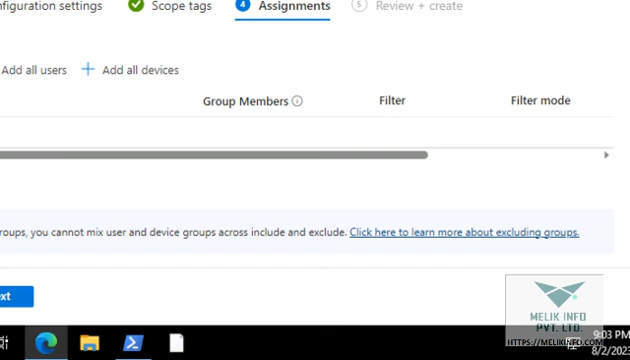 nfiguration settings Scope tags 4 Assignments 5 Review + create
Add all users + Add all devices
Group Members Filter Filter mode
roups, you cannot mix user and device groups across include and exclude. Click here to learn more about excluding groups.
ext
MELIK INFO
PVT. LTD.
HTTPS://MELIKINFO.COM
9:03 PM
8/2/2023